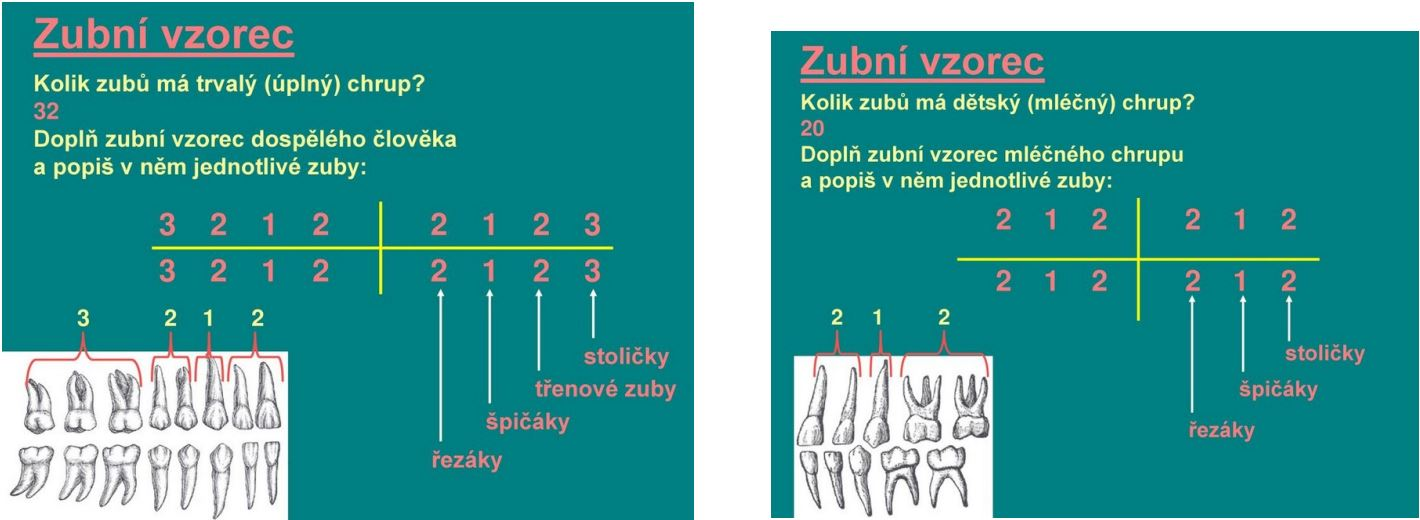 Zubní vzorec
Kolik zubů má trvalý (úplný) chrup?
32
Doplň zubní vzorec dospělého člověka
a popiš v něm jednotlivé zuby:
3 2 1 2 2 1 2 3
3 2 1 2 2 1 2 3
3 2 1 2
stoličky
třenové zuby
špičáky
řezáky
Zubní vzorec
Kolik zubů má dětský (mléčný) chrup?
20
Doplň zubní vzorec mléčného chrupu
a popiš v něm jednotlivé zuby:
2 1 2 2 1 2
2 1 2 2 1 2
2 1 2
stoličky
špičáky
řezáky